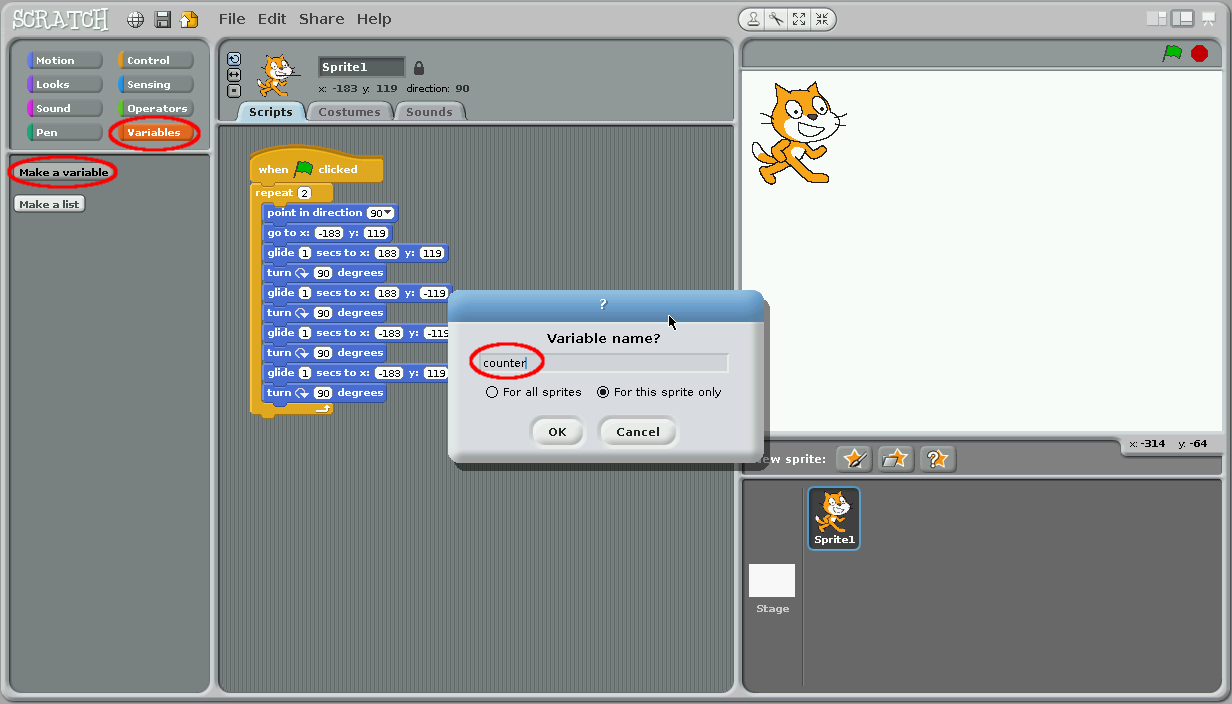 SCRATCH File Edit Share Help
Motion Control
Looks Sensing
Sound Operators
Pen Variables
Make a variable
Make a list
Sprite1
x: -183 y: 119 direction: 90
Scripts Costumes Sounds
when clicked
repeat 2
point in direction 90
go to x: -183 y: 119
glide 1 secs to x: 183 y: 119
turn 90 degrees
glide 1 secs to x: 183 y: -119
turn 90 degrees
glide 1 secs to x: -183 y: -119
turn 90 degrees
glide 1 secs to x: -183 y: 119
turn 90 degrees
?
Variable name?
counter
For all sprites For this sprite only
OK Cancel
x: -314 y: -64
ew sprite:
Sprite1
Stage